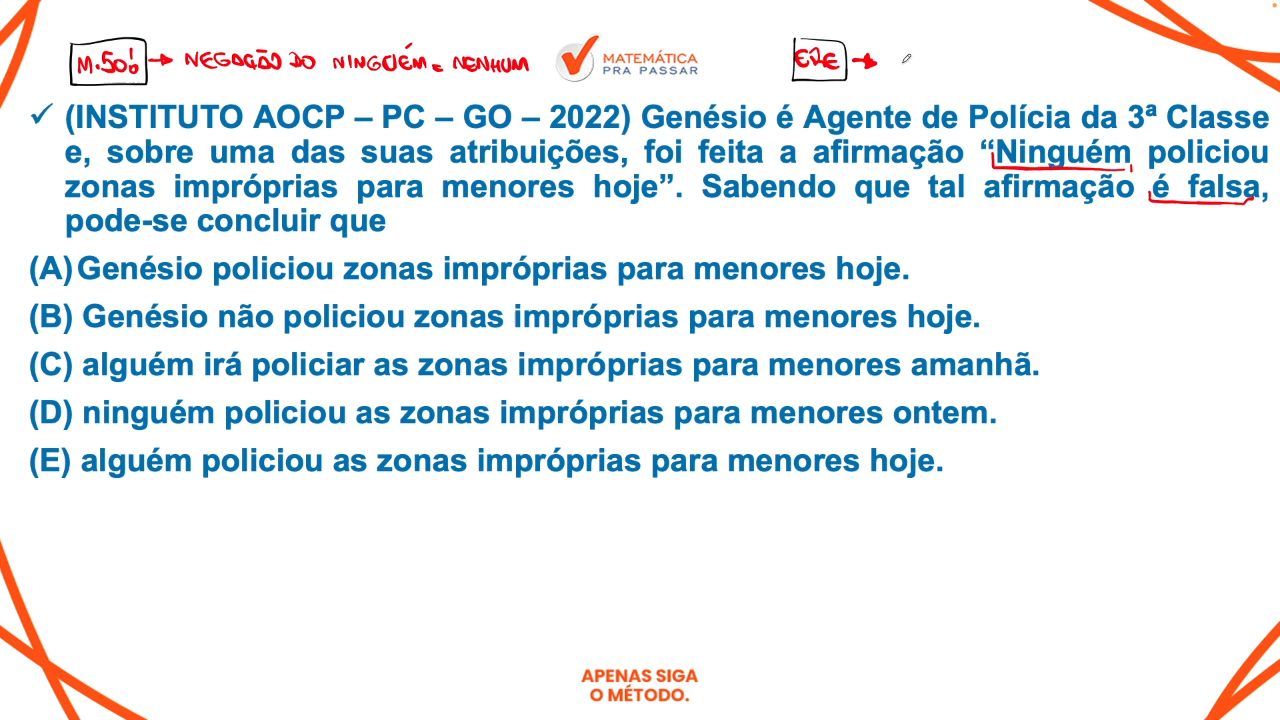 M.50! → NEGAÇÃO DO NINGUÉM e NENHUM
MATEMÁTICA
PRA PASSAR
✓ (INSTITUTO AOCP – PC – GO – 2022) Genésio é Agente de Polícia da 3ª Classe
e, sobre uma das suas atribuições, foi feita a afirmação “Ninguém policiou
zonas impróprias para menores hoje”. Sabendo que tal afirmação é falsa,
pode-se concluir que
(A) Genésio policiou zonas impróprias para menores hoje.
(B) Genésio não policiou zonas impróprias para menores hoje.
(C) alguém irá policiar as zonas impróprias para menores amanhã.
(D) ninguém policiou as zonas impróprias para menores ontem.
(E) alguém policiou as zonas impróprias para menores hoje.
APENAS SIGA
O MÉTODO.